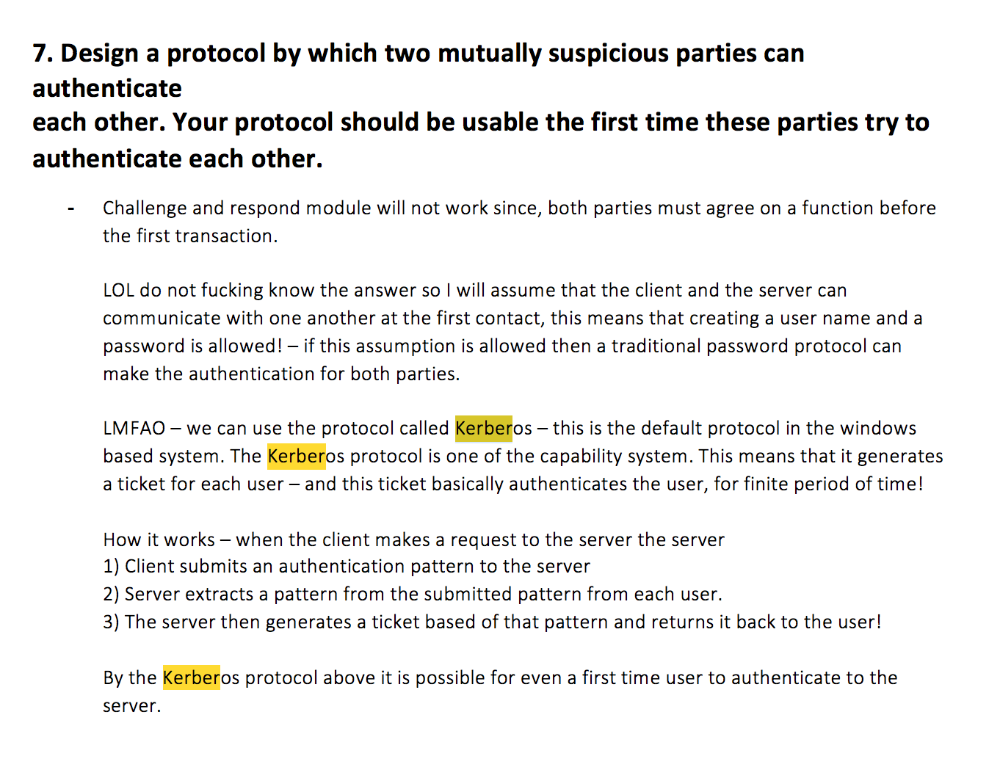 7. Design a protocol by which two mutually suspicious parties can
authenticate
each other. Your protocol should be usable the first time these parties try to
authenticate each other.
- Challenge and respond module will not work since, both parties must agree on a function before
the first transaction.
LOL do not fucking know the answer so I will assume that the client and the server can
communicate with one another at the first contact, this means that creating a user name and a
password is allowed! – if this assumption is allowed then a traditional password protocol can
make the authentication for both parties.
LMFAO – we can use the protocol called Kerberos – this is the default protocol in the windows
based system. The Kerberos protocol is one of the capability system. This means that it generates
a ticket for each user – and this ticket basically authenticates the user, for finite period of time!
How it works – when the client makes a request to the server the server
1) Client submits an authentication pattern to the server
2) Server extracts a pattern from the submitted pattern from each user.
3) The server then generates a ticket based of that pattern and returns it back to the user!
By the Kerberos protocol above it is possible for even a first time user to authenticate to the
server.